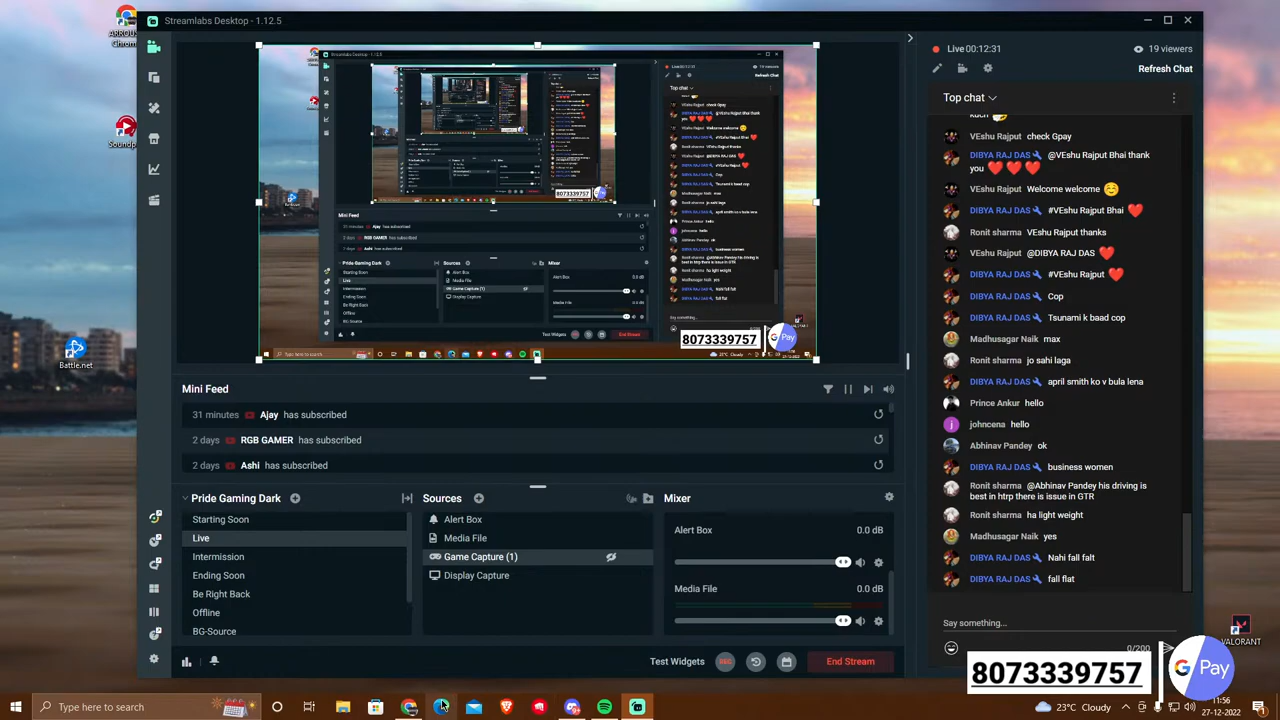 Streamlabs Desktop - 1.12.5
Live 00:12:31
19 viewers
Refresh Chat
Top chat
VEshu Rajput check Gpay
DIBYA RAJ DAS @VEshu Rajput bhai thank
you
VEshu Rajput Welcome welcome
DIBYA RAJ DAS #VEshu Rajput Bhai
Ronit sharma VEshu Rajput thanks
VEshu Rajput @DIBYA RAJ DAS
DIBYA RAJ DAS #VEshu Rajput
DIBYA RAJ DAS Cop
DIBYA RAJ DAS Tsunami k baad cop
Madhusagar Naik max
Ronit sharma jo sahi laga
DIBYA RAJ DAS april smith ko v bula lena
Prince Ankur hello
johncena hello
Abhinav Pandey ok
DIBYA RAJ DAS business women
Ronit sharma @Abhinav Pandey his driving is
best in htrp there is issue in GTR
Ronit sharma ha light weight
Madhusagar Naik yes
DIBYA RAJ DAS Nahi fall falt
DIBYA RAJ DAS fall flat
Say something...
0/200
Battle.net
Mini Feed
31 minutes Ajay has subscribed
2 days RGB GAMER has subscribed
2 days Ashi has subscribed
Pride Gaming Dark
Starting Soon
Live
Intermission
Ending Soon
Be Right Back
Offline
BG-Source
Sources
Alert Box
Media File
Game Capture (1)
Display Capture
Mixer
Alert Box 0.0 dB
Media File 0.0 dB
Test Widgets
REC
End Stream
VALORANT
8073339757
G Pay
Type here to search
23°C Cloudy
11:56
27-12-2022